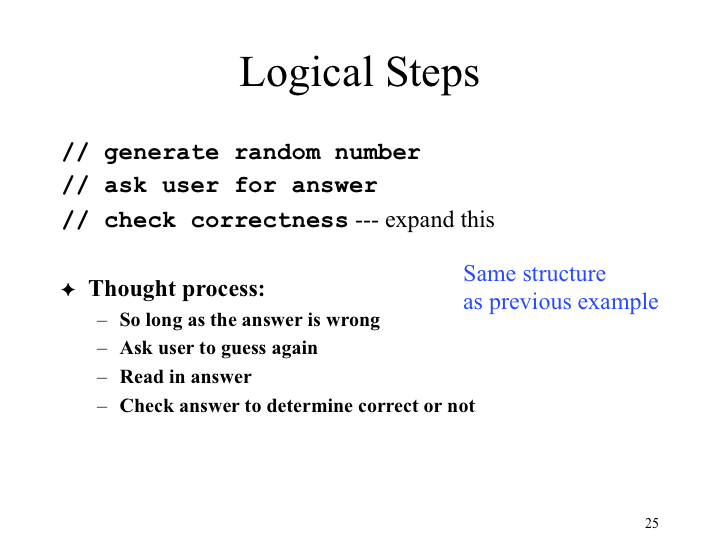 Logical Steps
// generate random number
// ask user for answer
// check correctness --- expand this
✦ Thought process:
– So long as the answer is wrong
– Ask user to guess again
– Read in answer
– Check answer to determine correct or not
Same structure
as previous example
25